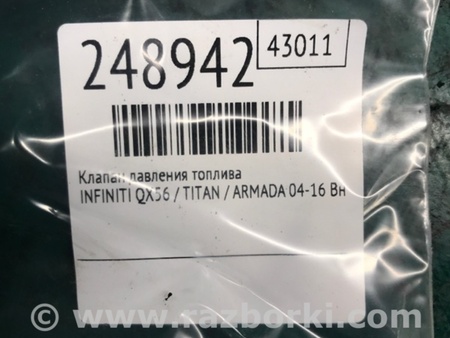 248942
43011
Клапан давления топлива
INFINITI QX56 / TITAN / ARMADA 04-16 Вн
© www.razborki.com